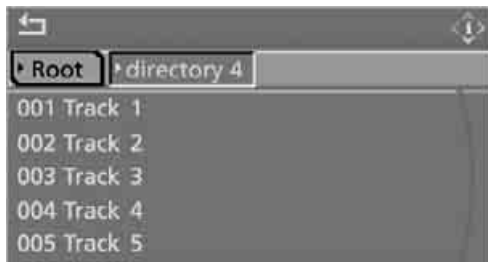 Root directory 4
001 Track 1
002 Track 2
003 Track 3
004 Track 4
005 Track 5